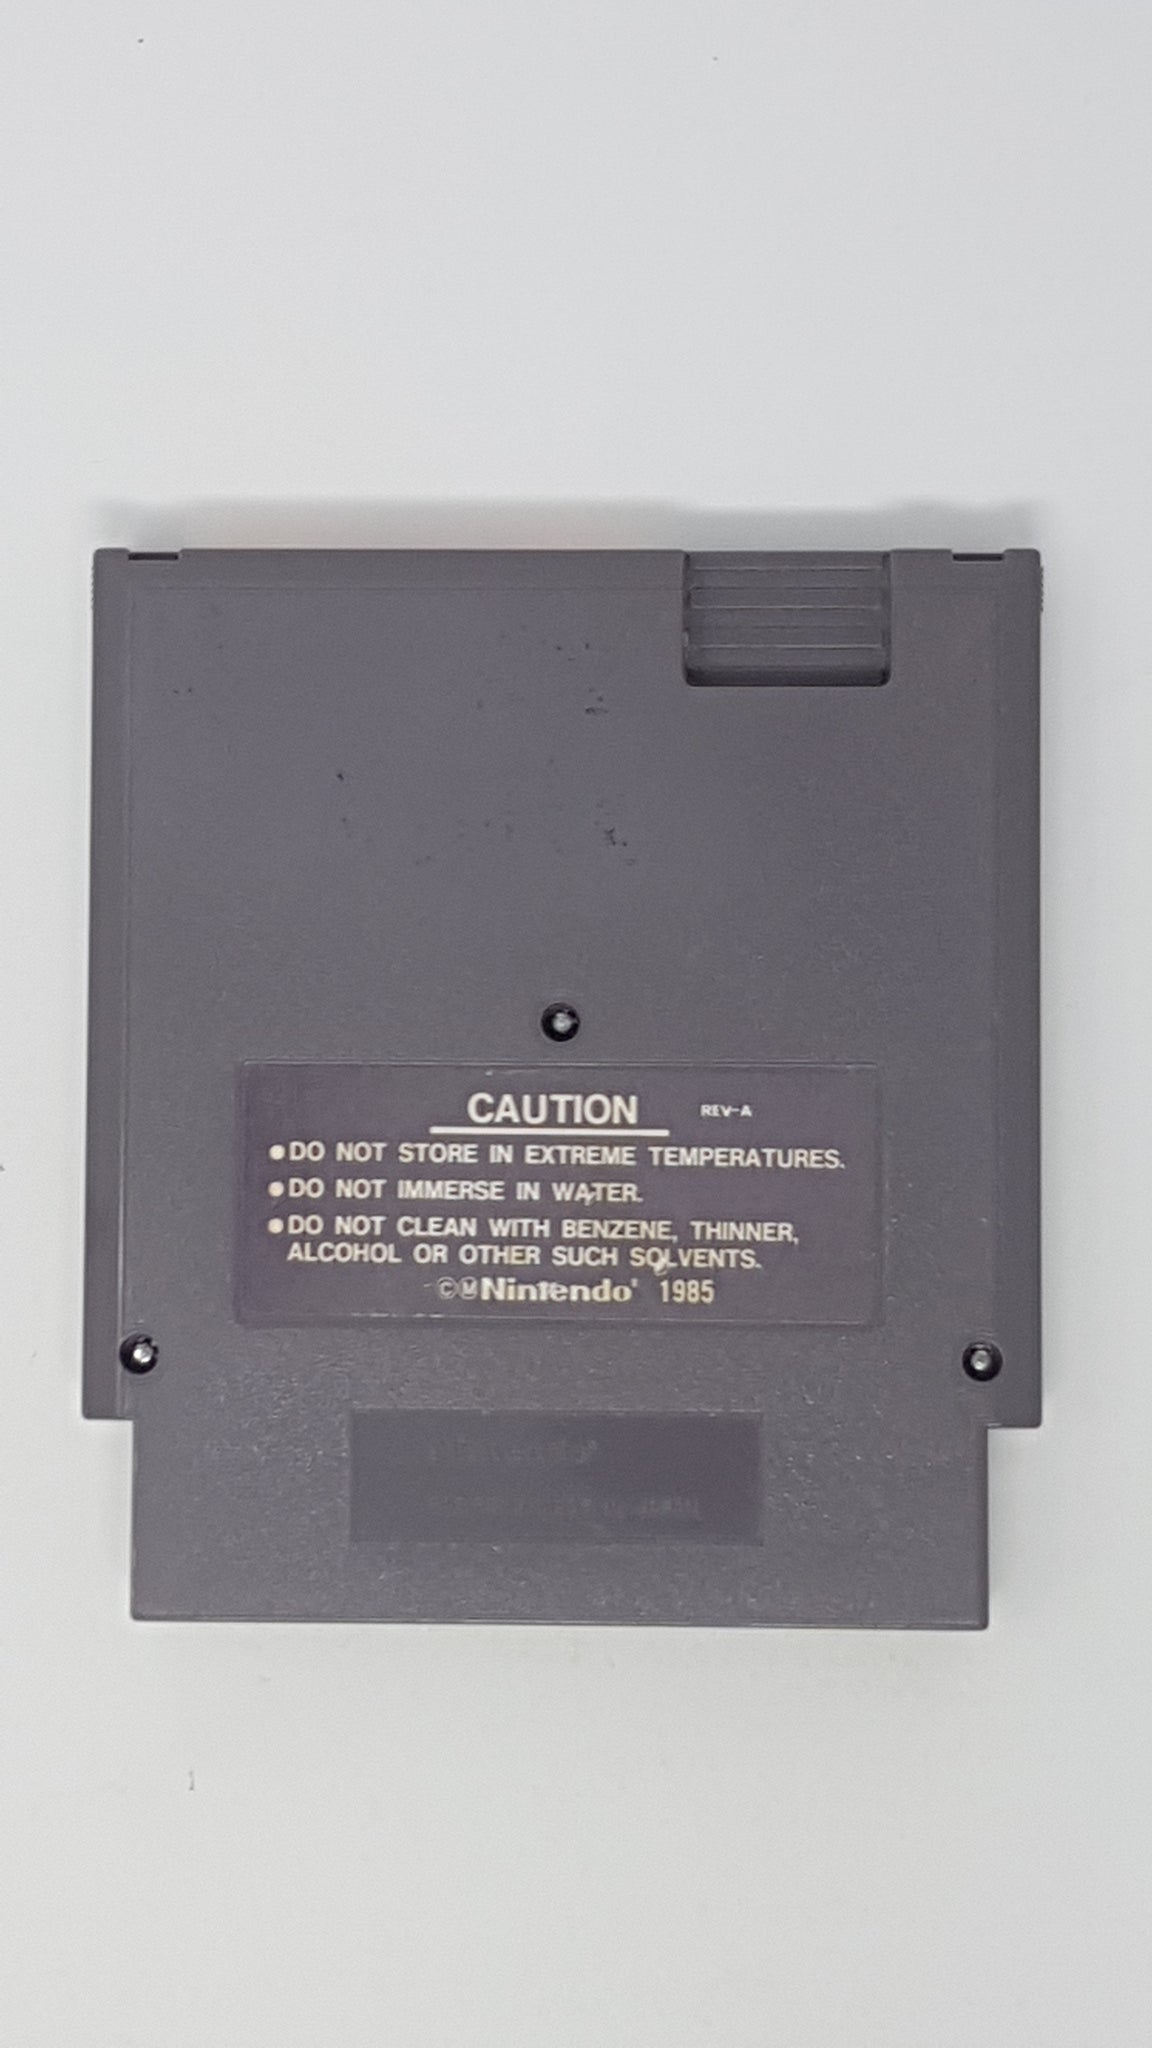 CAUTION REV-A
●DO NOT STORE IN EXTREME TEMPERATURES.
●DO NOT IMMERSE IN WATER.
●DO NOT CLEAN WITH BENZENE, THINNER,
ALCOHOL OR OTHER SUCH SOLVENTS.
©ⓂNintendo® 1985